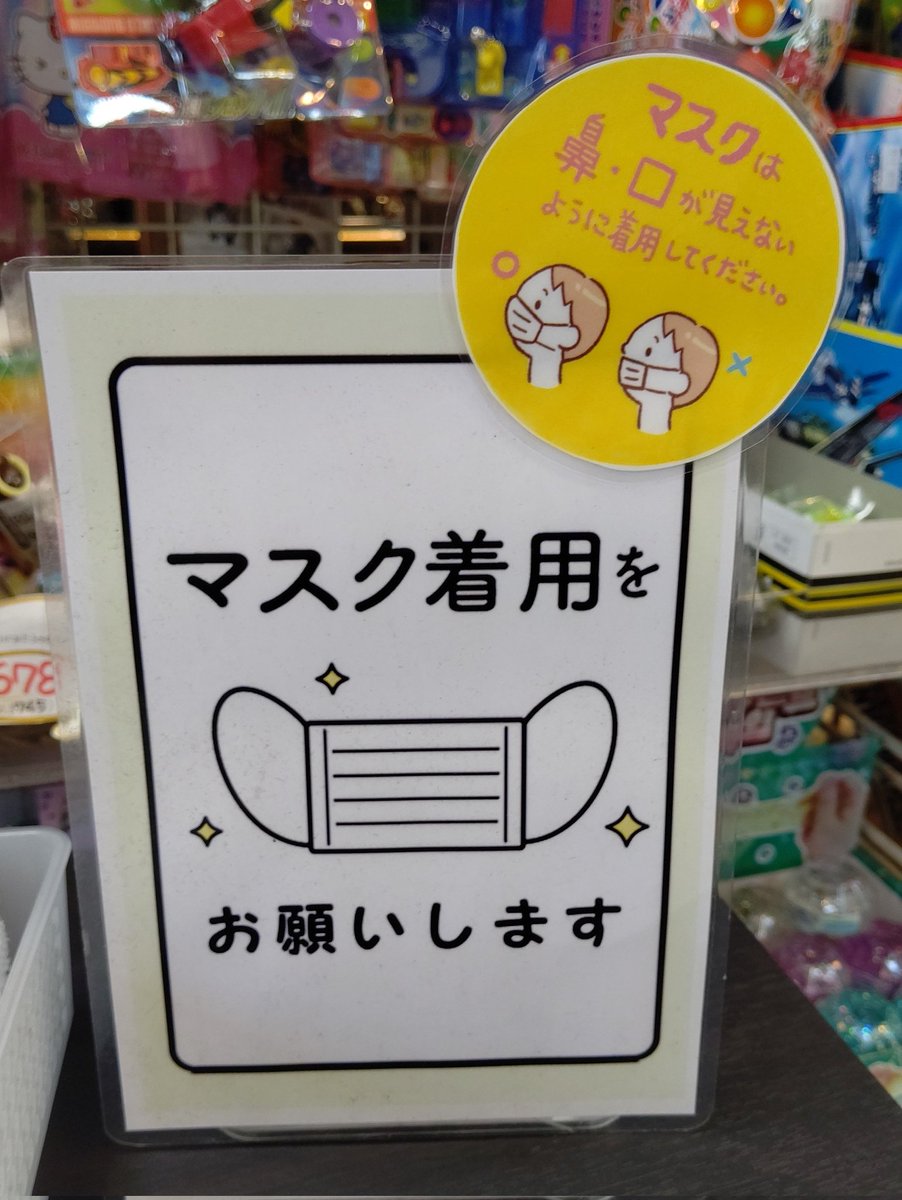 マスクは
鼻・口が見えない
ように着用してください。
マスク着用を
お願いします
678